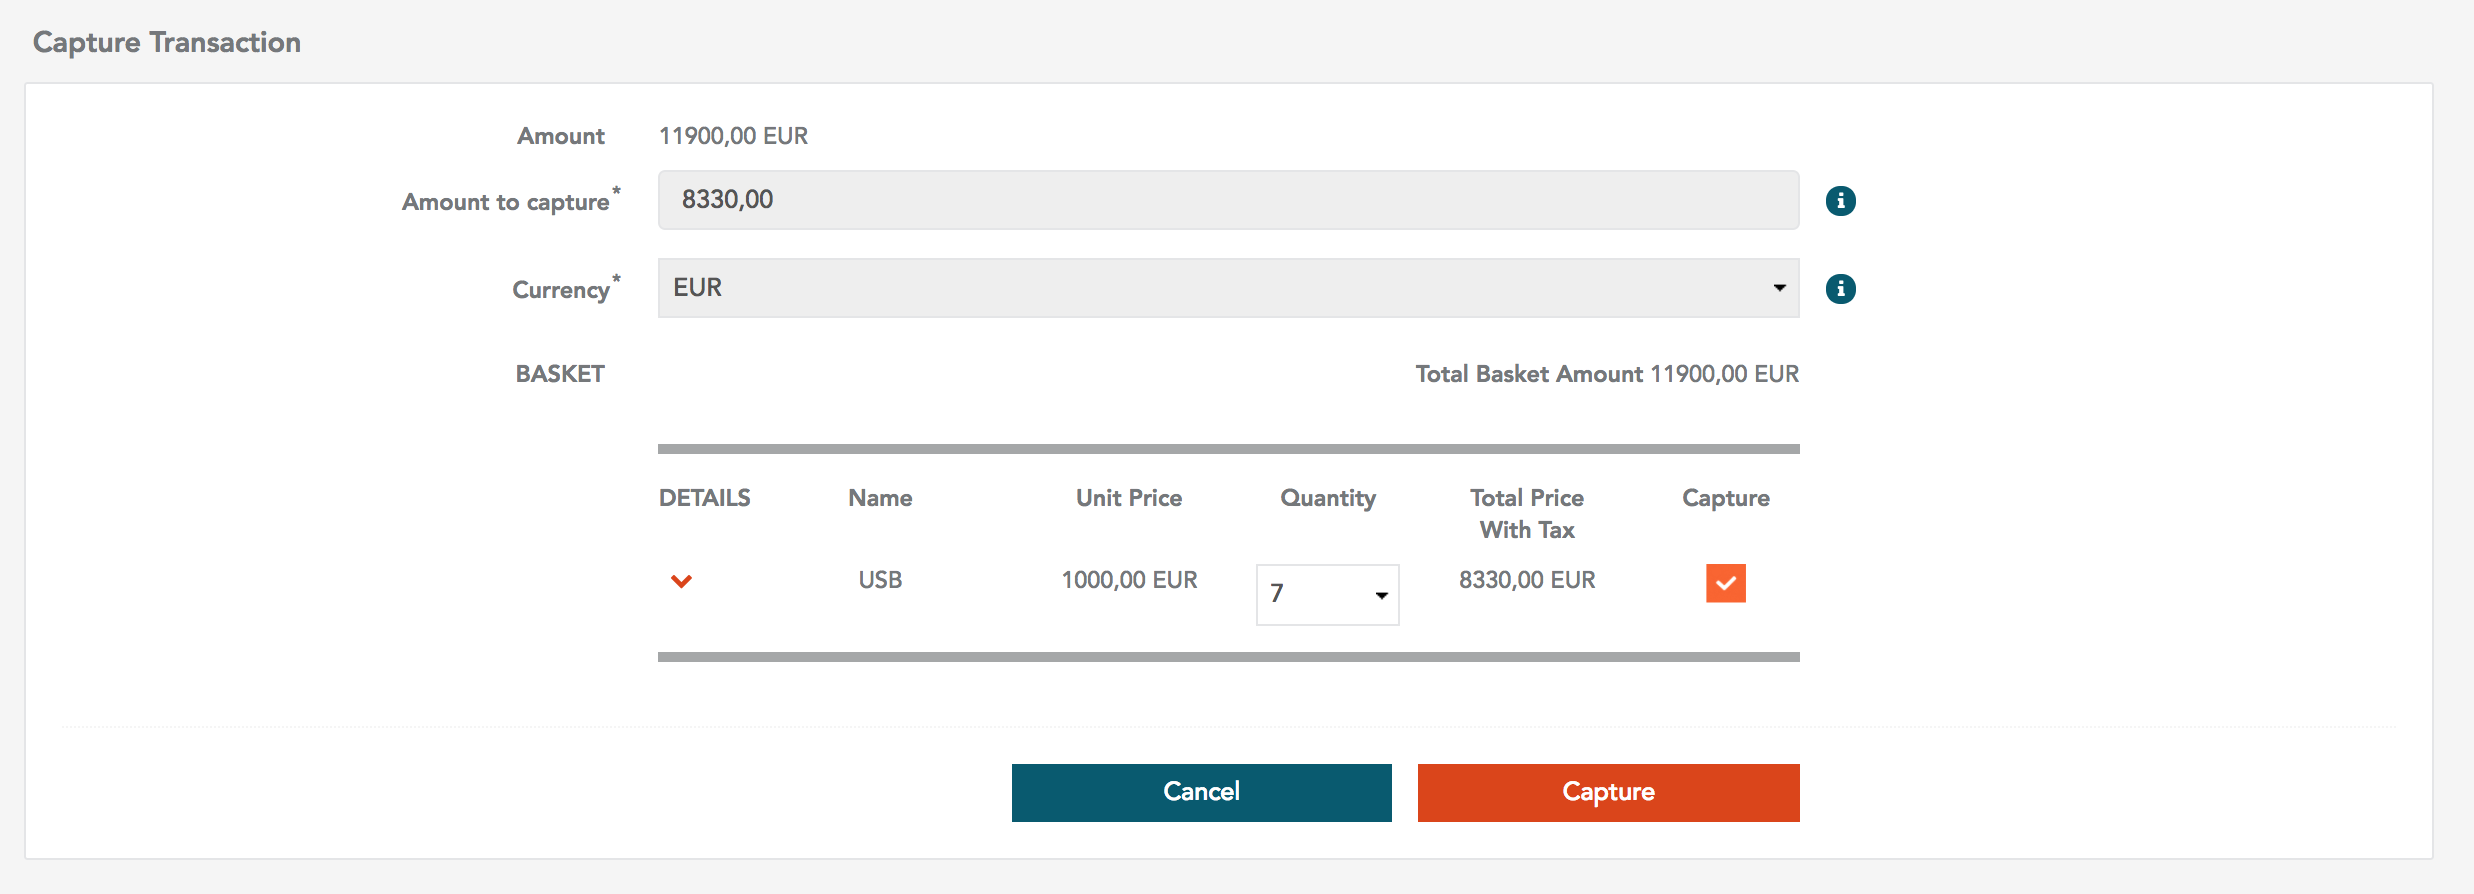 Capture Transaction
Amount 11900,00 EUR
Amount to capture* 8330,00
Currency* EUR
BASKET Total Basket Amount 11900,00 EUR
DETAILS Name Unit Price Quantity Total Price With Tax Capture
USB 1000,00 EUR 7 8330,00 EUR
Cancel Capture